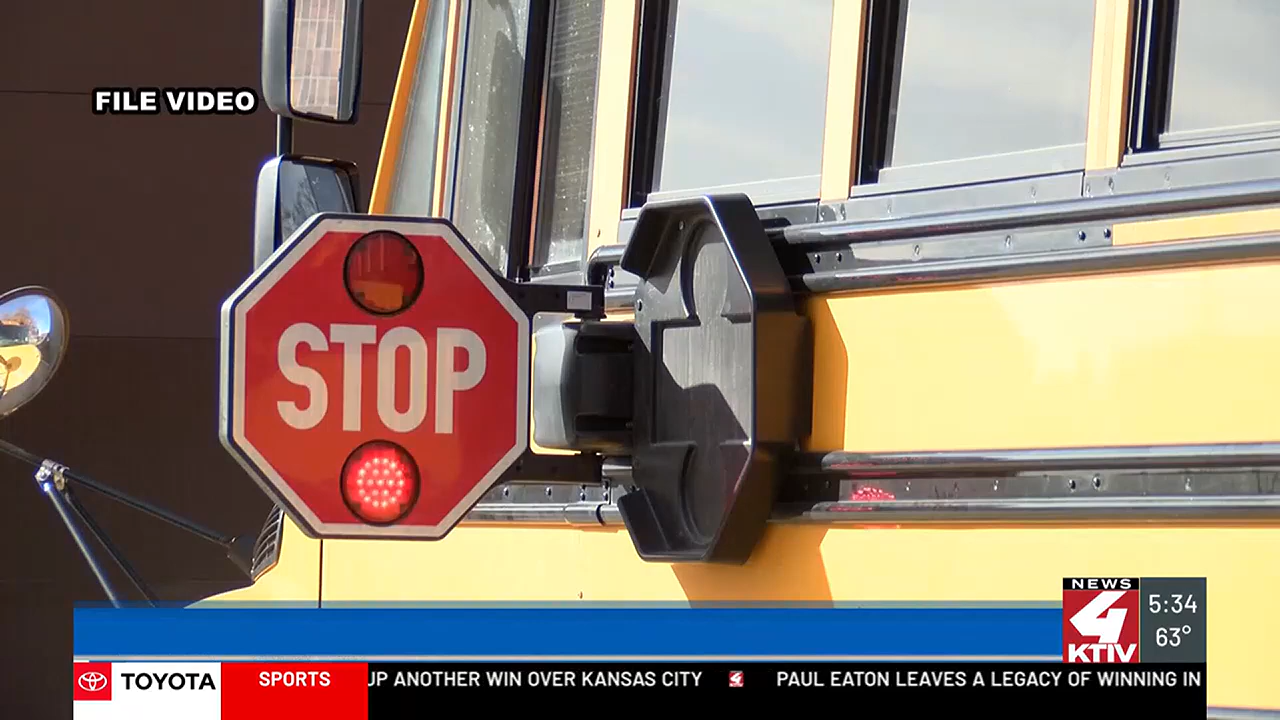 FILE VIDEO
STOP
NEWS
4
KTIV
5:34
63°
TOYOTA
SPORTS
UP ANOTHER WIN OVER KANSAS CITY
4
PAUL EATON LEAVES A LEGACY OF WINNING IN